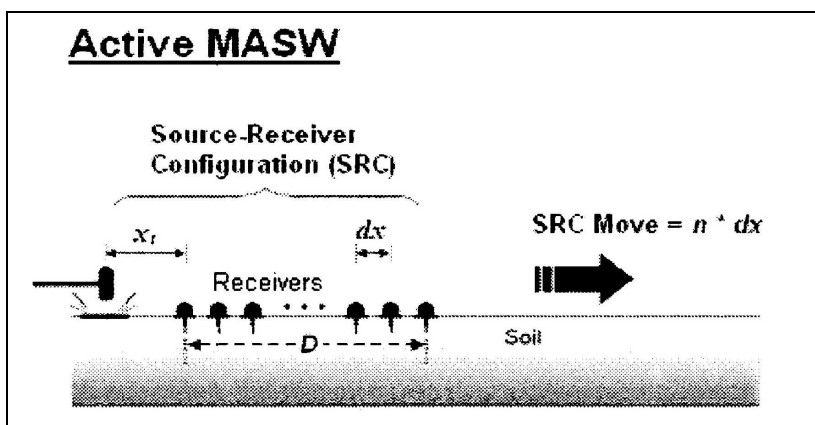 Active MASW
Source-Receiver
Configuration (SRC)
x₁
dx
SRC Move = n * dx
Receivers
• • •
D
Soil